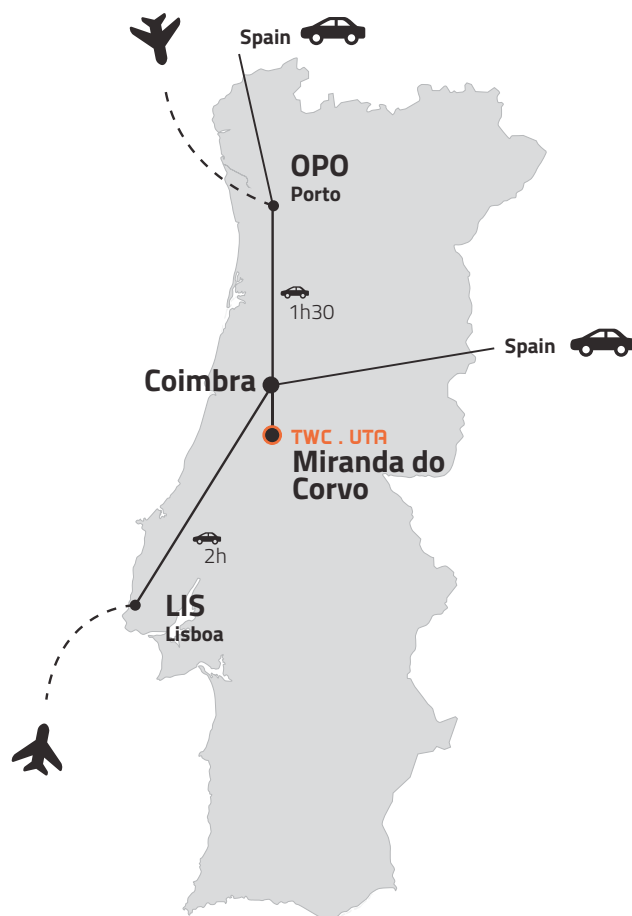 Spain
OPO
Porto
1h30
Spain
Coimbra
TWC . UTA
Miranda do
Corvo
2h
LIS
Lisboa